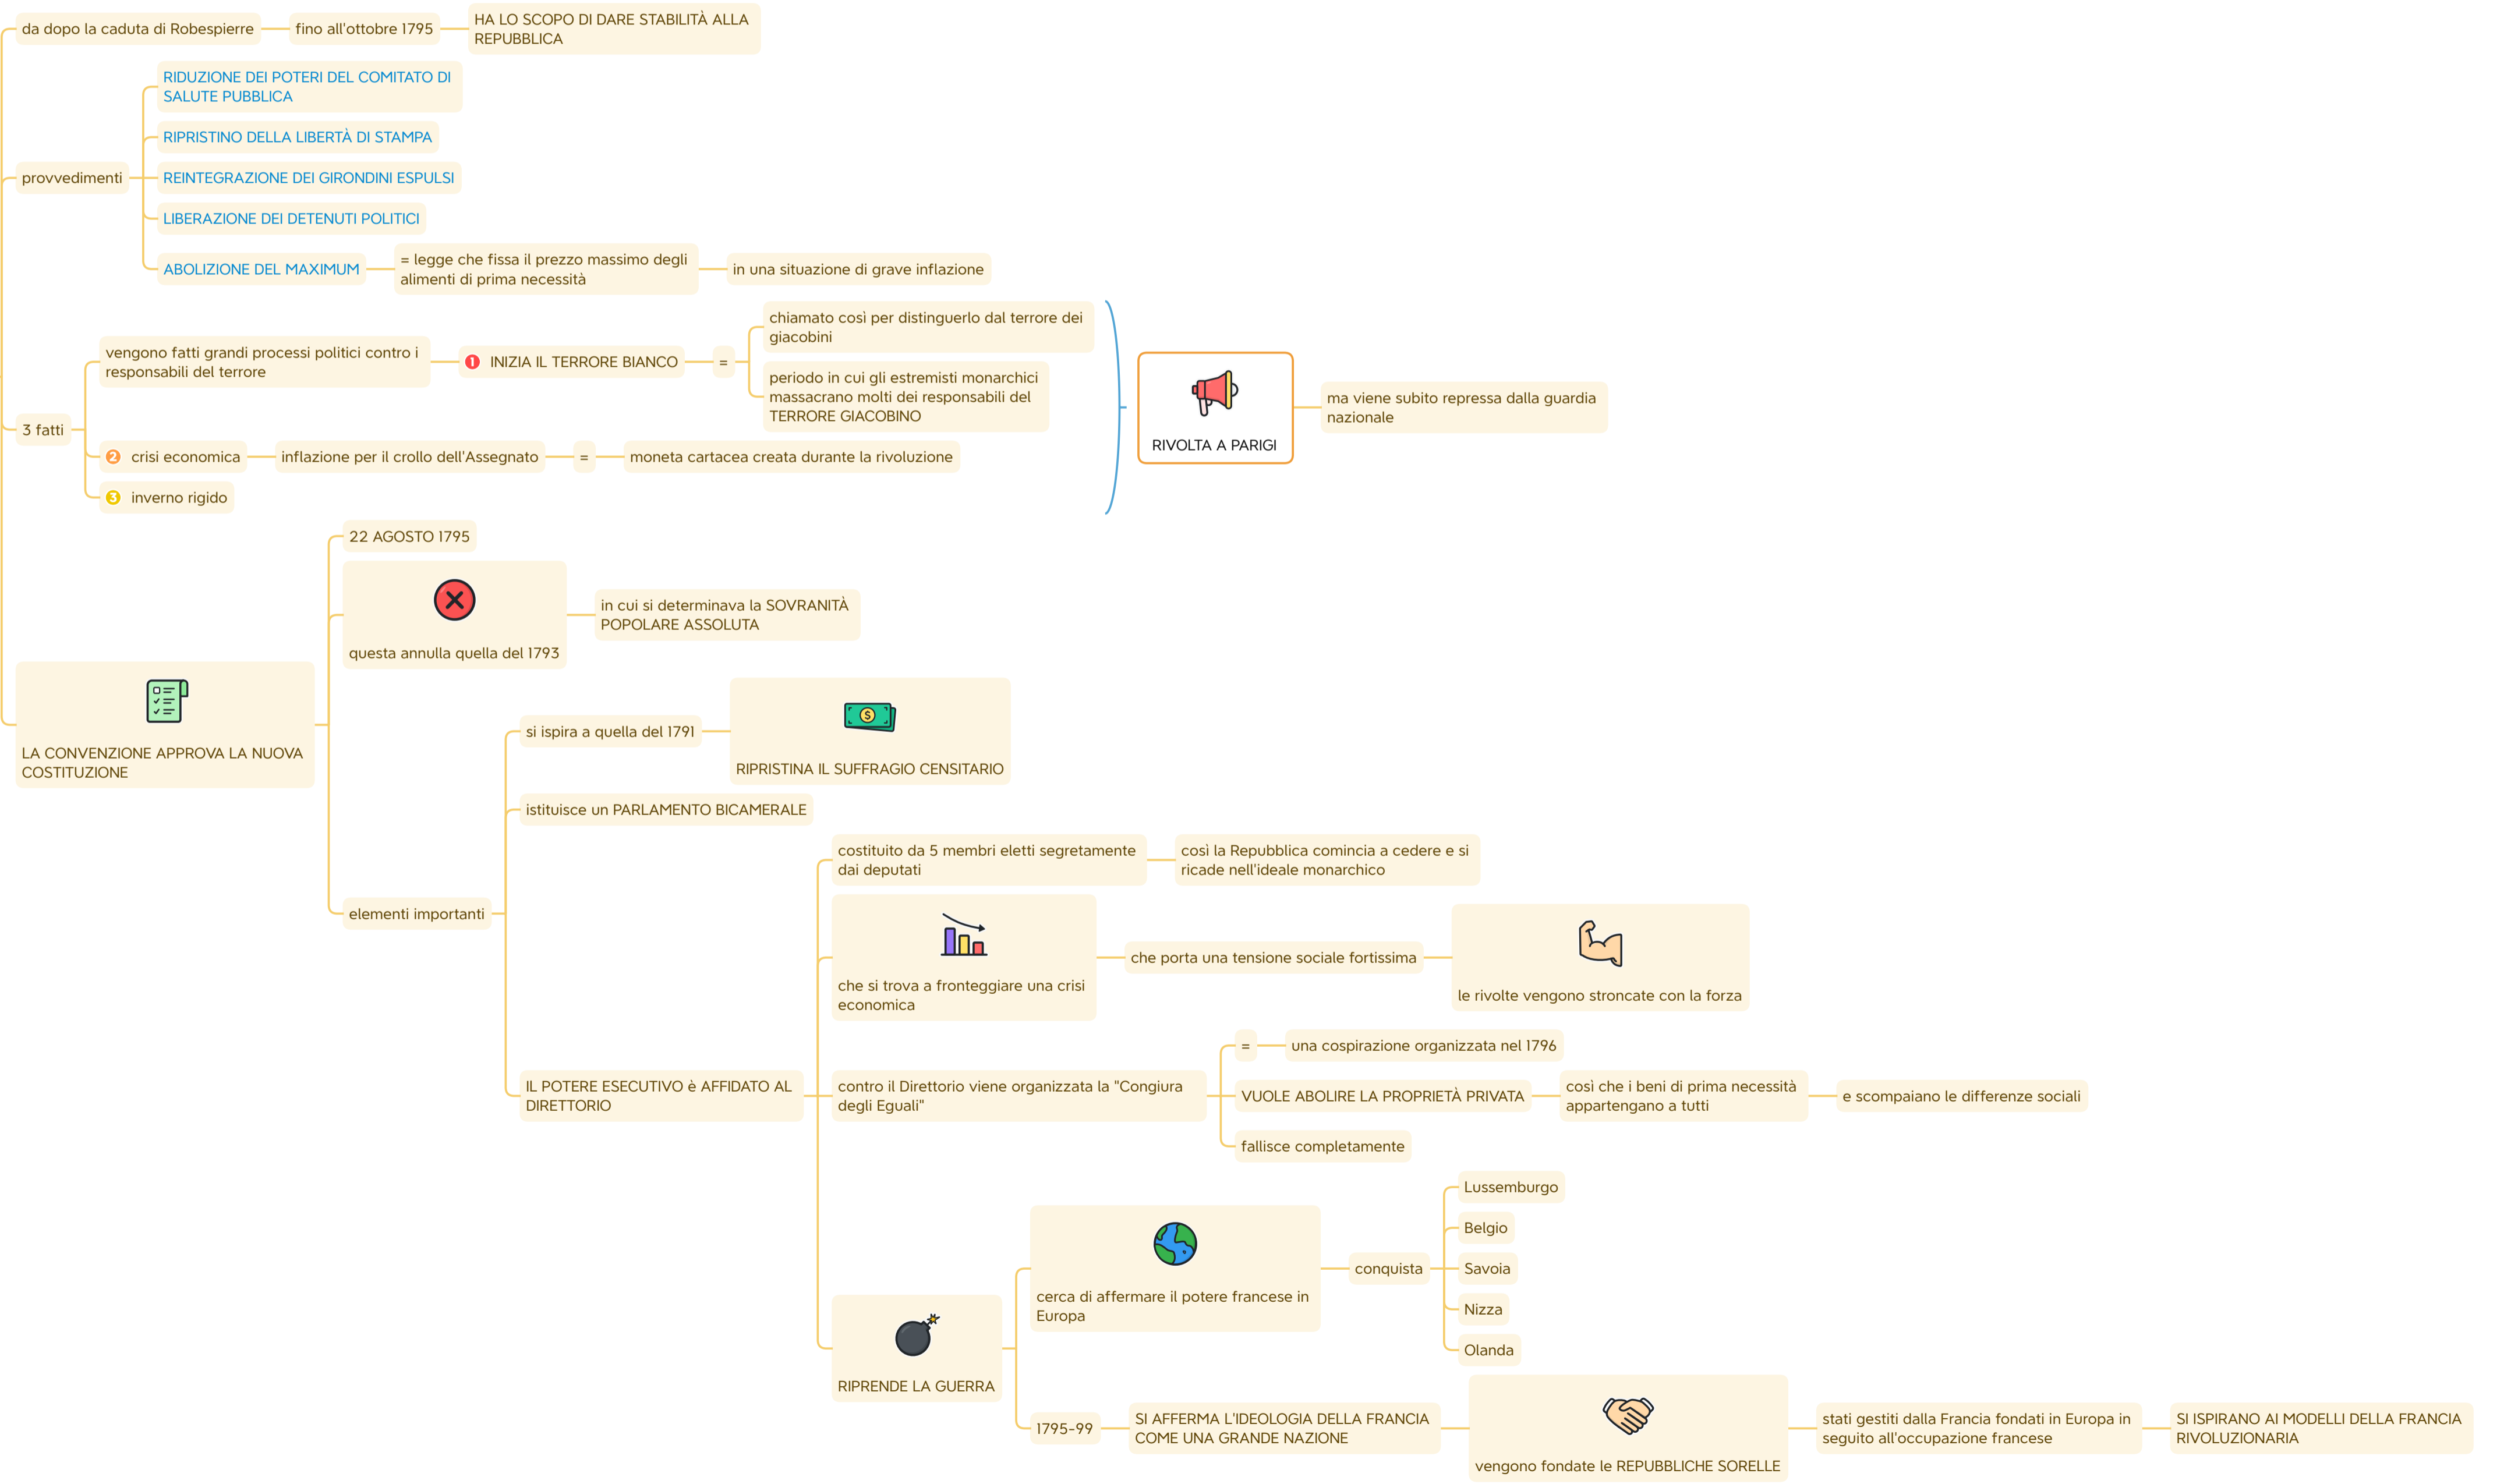 da dopo la caduta di Robespierre
fino all'ottobre 1795
HA LO SCOPO DI DARE STABILITÀ ALLA
REPUBBLICA
provvedimenti
RIDUZIONE DEI POTERI DEL COMITATO DI
SALUTE PUBBLICA
RIPRISTINO DELLA LIBERTÀ DI STAMPA
REINTEGRAZIONE DEI GIRONDINI ESPULSI
LIBERAZIONE DEI DETENUTI POLITICI
ABOLIZIONE DEL MAXIMUM
= legge che fissa il prezzo massimo degli
alimenti di prima necessità
in una situazione di grave inflazione
3 fatti
vengono fatti grandi processi politici contro i
responsabili del terrore
1 INIZIA IL TERRORE BIANCO
=
chiamato così per distinguerlo dal terrore dei
giacobini
periodo in cui gli estremisti monarchici
massacrano molti dei responsabili del
TERRORE GIACOBINO
2 crisi economica
inflazione per il crollo dell'Assegnato
=
moneta cartacea creata durante la rivoluzione
3 inverno rigido
RIVOLTA A PARIGI
ma viene subito repressa dalla guardia
nazionale
LA CONVENZIONE APPROVA LA NUOVA
COSTITUZIONE
22 AGOSTO 1795
questa annulla quella del 1793
in cui si determinava la SOVRANITÀ
POPOLARE ASSOLUTA
elementi importanti
si ispira a quella del 1791
RIPRISTINA IL SUFFRAGIO CENSITARIO
istituisce un PARLAMENTO BICAMERALE
IL POTERE ESECUTIVO è AFFIDATO AL
DIRETTORIO
costituito da 5 membri eletti segretamente
dai deputati
così la Repubblica comincia a cedere e si
ricade nell'ideale monarchico
che si trova a fronteggiare una crisi
economica
che porta una tensione sociale fortissima
le rivolte vengono stroncate con la forza
contro il Direttorio viene organizzata la "Congiura
degli Eguali"
=
una cospirazione organizzata nel 1796
VUOLE ABOLIRE LA PROPRIETÀ PRIVATA
così che i beni di prima necessità
appartengano a tutti
e scompaiano le differenze sociali
fallisce completamente
RIPRENDE LA GUERRA
cerca di affermare il potere francese in
Europa
conquista
Lussemburgo
Belgio
Savoia
Nizza
Olanda
1795-99
SI AFFERMA L'IDEOLOGIA DELLA FRANCIA
COME UNA GRANDE NAZIONE
vengono fondate le REPUBBLICHE SORELLE
stati gestiti dalla Francia fondati in Europa in
seguito all'occupazione francese
SI ISPIRANO AI MODELLI DELLA FRANCIA
RIVOLUZIONARIA